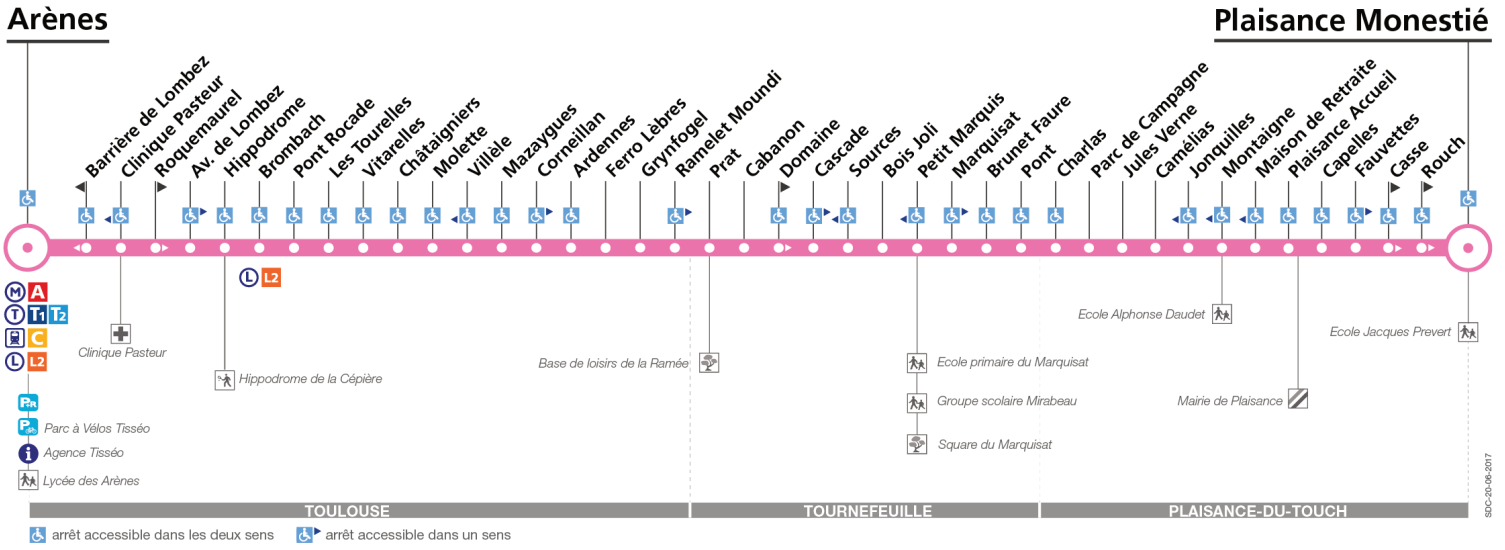 Arènes
Plaisance Monestié
Barrière de Lombez
Clinique Pasteur
Roquemaurel
Av. de Lombez
Hippodrome
Brombach
Pont Rocade
Les Tourelles
Vitarelles
Châtaigniers
Molette
Villèle
Mazaygues
Corneillan
Ardennes
Ferro Lèbres
Grynfogel
Ramelet Moundi
Prat
Cabanon
Domaine
Cascade
Sources
Bois Joli
Petit Marquis
Marquisat
Brunet Faure
Pont
Charlas
Parc de Campagne
Jules Verne
Camélias
Jonquilles
Montaigne
Maison de Retraite
Plaisance Accueil
Capelles
Fauvettes
Casse
Rouch
L L2
M A
T T1 T2
C
L L2
P+R
P
Parc à Vélos Tisséo
i Agence Tisséo
Lycée des Arènes
Clinique Pasteur
Hippodrome de la Cépière
Base de loisirs de la Ramée
Ecole primaire du Marquisat
Groupe scolaire Mirabeau
Square du Marquisat
Ecole Alphonse Daudet
Mairie de Plaisance
Ecole Jacques Prevert
TOULOUSE
TOURNEFEUILLE
PLAISANCE-DU-TOUCH
arrêt accessible dans les deux sens
arrêt accessible dans un sens
SDC-20-06-2017